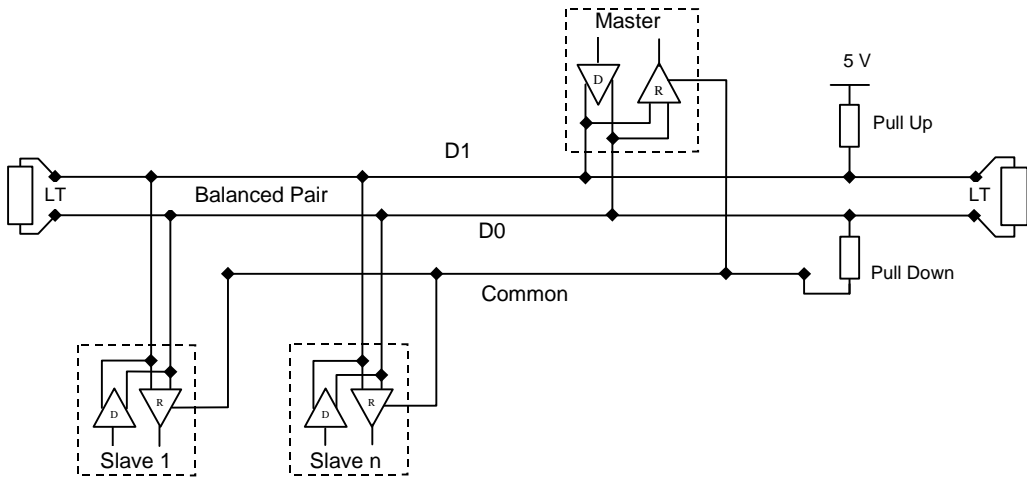 Master
D
R
5 V
Pull Up
D1
LT
Balanced Pair
LT
D0
Pull Down
Common
D
R
D
R
Slave 1
Slave n